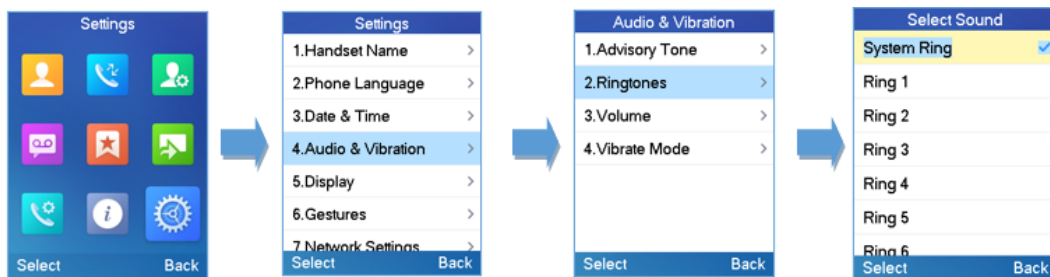 Settings
Select Back
Settings
1.Handset Name
2.Phone Language
3.Date & Time
4.Audio & Vibration
5.Display
6.Gestures
7 Network Settings
Select Back
Audio & Vibration
1.Advisory Tone
2.Ringtones
3.Volume
4.Vibrate Mode
Select Back
Select Sound
System Ring
Ring 1
Ring 2
Ring 3
Ring 4
Ring 5
Ring 6
Select Back